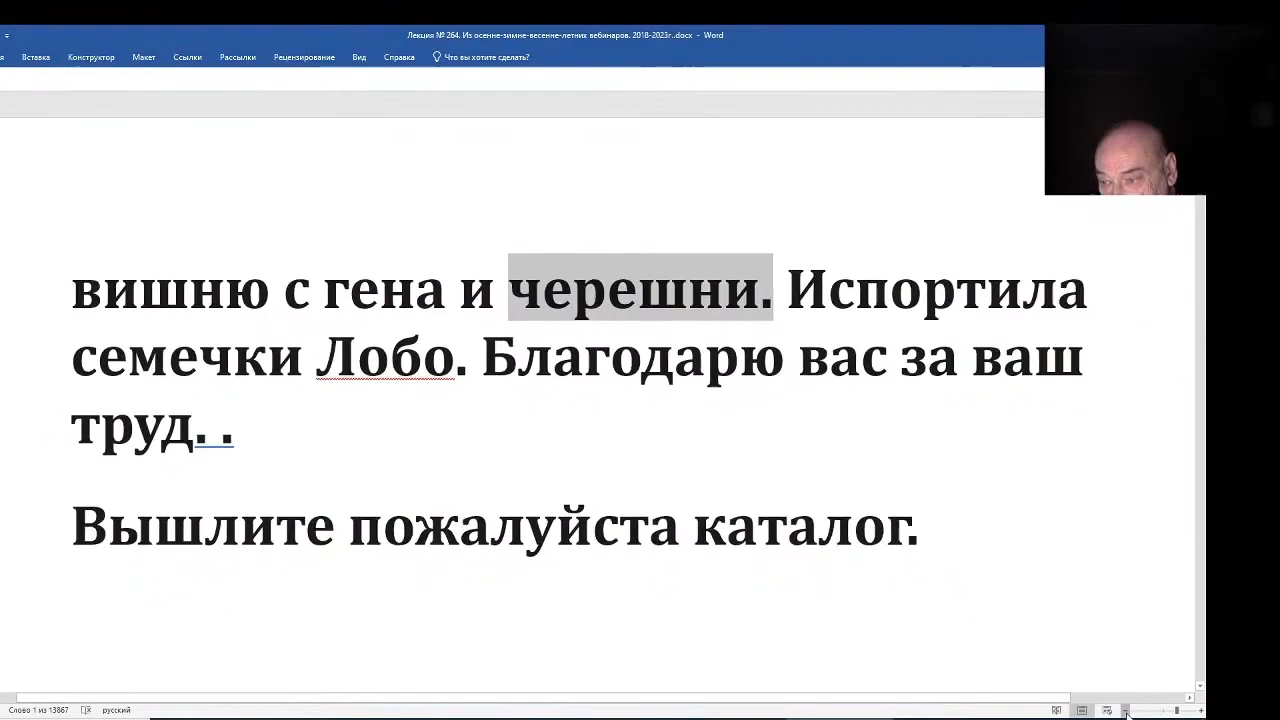 Лекция № 264. Из осенне-зимне-весенне-летних вебинаров. 2018-2023г..docx - Word
я Вставка Конструктор Макет Ссылки Рассылки Рецензирование Вид Справка Что вы хотите сделать?
вишню с гена и черешни. Испортила
семечки Лобо. Благодарю вас за ваш
труд. .
Вышлите пожалуйста каталог.
Слово 1 из 13867 русский